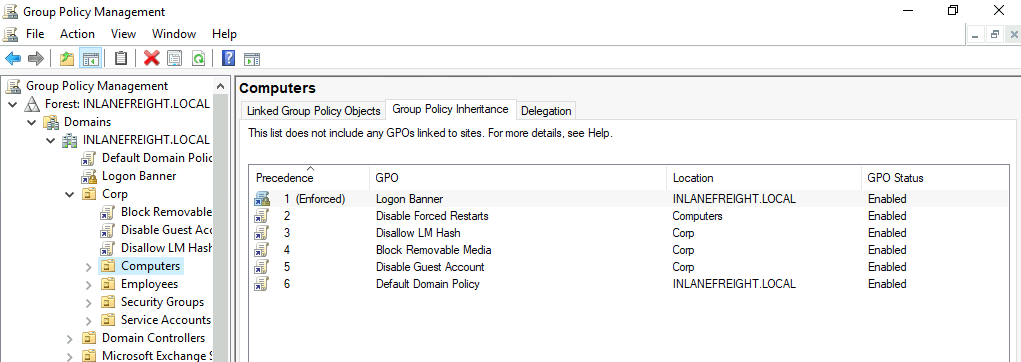 Group Policy Management
File Action View Window Help
Group Policy Management
Forest: INLANEFREIGHT.LOCAL
Domains
INLANEFREIGHT.LOCAL
Default Domain Polic
Logon Banner
Corp
Block Removable
Disable Guest Acc
Disallow LM Hash
Computers
Employees
Security Groups
Service Accounts
Domain Controllers
Microsoft Exchange S
Computers
Linked Group Policy Objects Group Policy Inheritance Delegation
This list does not include any GPOs linked to sites. For more details, see Help.
Precedence GPO Location GPO Status
1 (Enforced) Logon Banner INLANEFREIGHT.LOCAL Enabled
2 Disable Forced Restarts Computers Enabled
3 Disallow LM Hash Corp Enabled
4 Block Removable Media Corp Enabled
5 Disable Guest Account Corp Enabled
6 Default Domain Policy INLANEFREIGHT.LOCAL Enabled